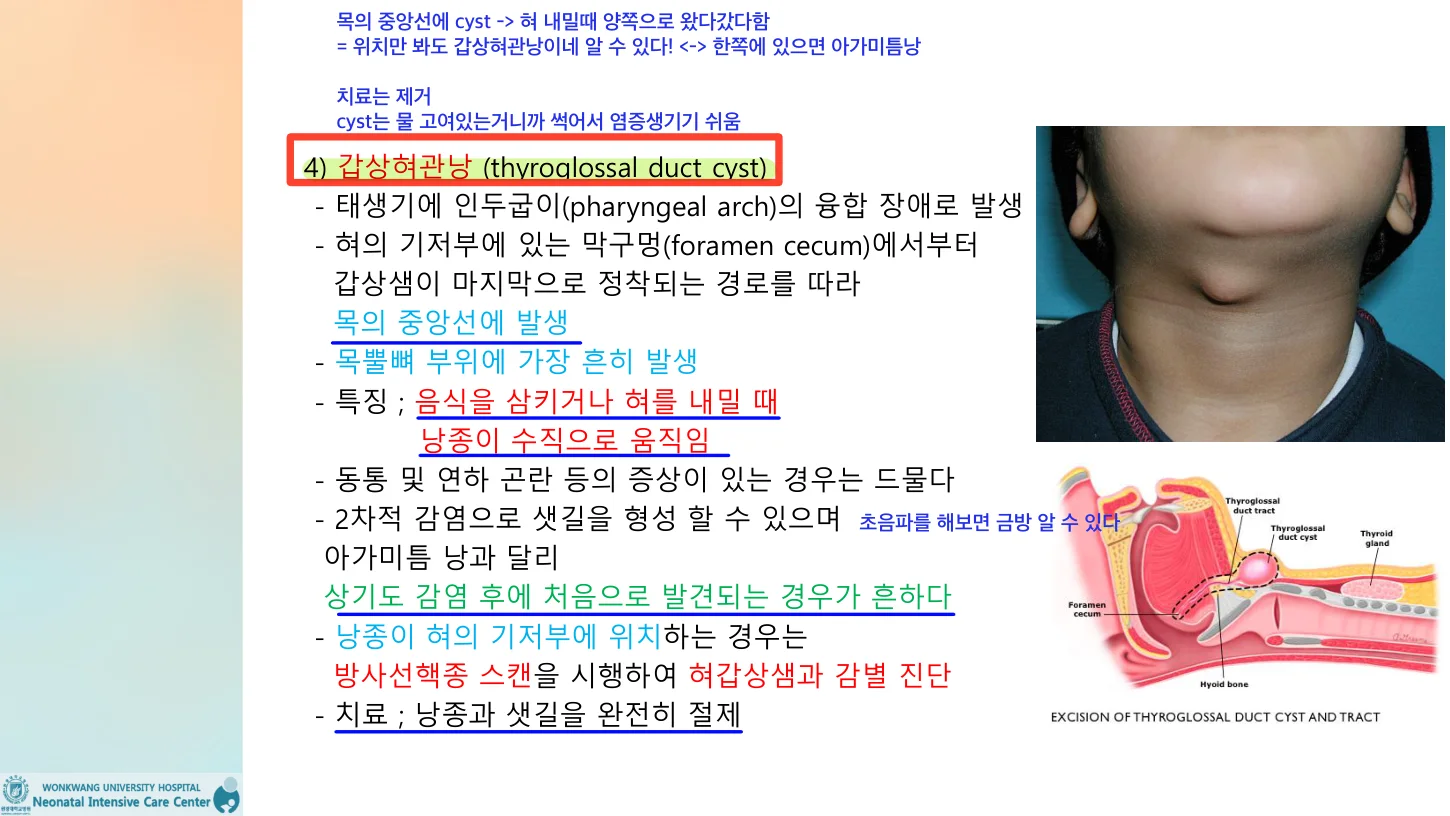 목의 중앙선에 cyst -> 혀 내밀때 양쪽으로 왔다갔다함
= 위치만 봐도 갑상혀관낭이네 알 수 있다! <-> 한쪽에 있으면 아가미틈낭
치료는 제거
cyst는 물 고여있는거니까 썩어서 염증생기기 쉬움
4) 갑상혀관낭 (thyroglossal duct cyst)
- 태생기에 인두굽이(pharyngeal arch)의 융합 장애로 발생
- 혀의 기저부에 있는 막구멍(foramen cecum)에서부터
갑상샘이 마지막으로 정착되는 경로를 따라
목의 중앙선에 발생
- 목뿔뼈 부위에 가장 흔히 발생
- 특징 ; 음식을 삼키거나 혀를 내밀 때
낭종이 수직으로 움직임
- 동통 및 연하 곤란 등의 증상이 있는 경우는 드물다
- 2차적 감염으로 샛길을 형성 할 수 있으며
초음파를 해보면 금방 알 수 있다
아가미틈 낭과 달리
상기도 감염 후에 처음으로 발견되는 경우가 흔하다
- 낭종이 혀의 기저부에 위치하는 경우는
방사선핵종 스캔을 시행하여 혀갑상샘과 감별 진단
- 치료 ; 낭종과 샛길을 완전히 절제
Thyroglossal
duct tract
Thyroglossal
duct cyst
Thyroid
gland
Foramen
cecum
Hyoid bone
EXCISION OF THYROGLOSSAL DUCT CYST AND TRACT
WONKWANG UNIVERSITY HOSPITAL
Neonatal Intensive Care Center